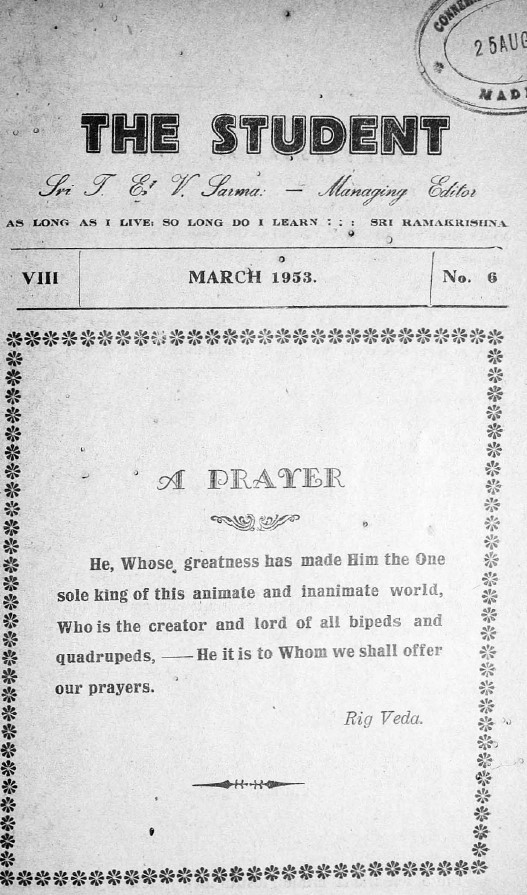 25 AUG
MAD
THE STUDENT
Sri T. E. V. Sarma. — Managing Editor
AS LONG AS I LIVE: SO LONG DO I LEARN : : : SRI RAMAKRISHNA
VIII MARCH 1953. No. 6
A PRAYER
He, Whose greatness has made Him the One
sole king of this animate and inanimate world,
Who is the creator and lord of all bipeds and
quadrupeds, — He it is to Whom we shall offer
our prayers.
Rig Veda.